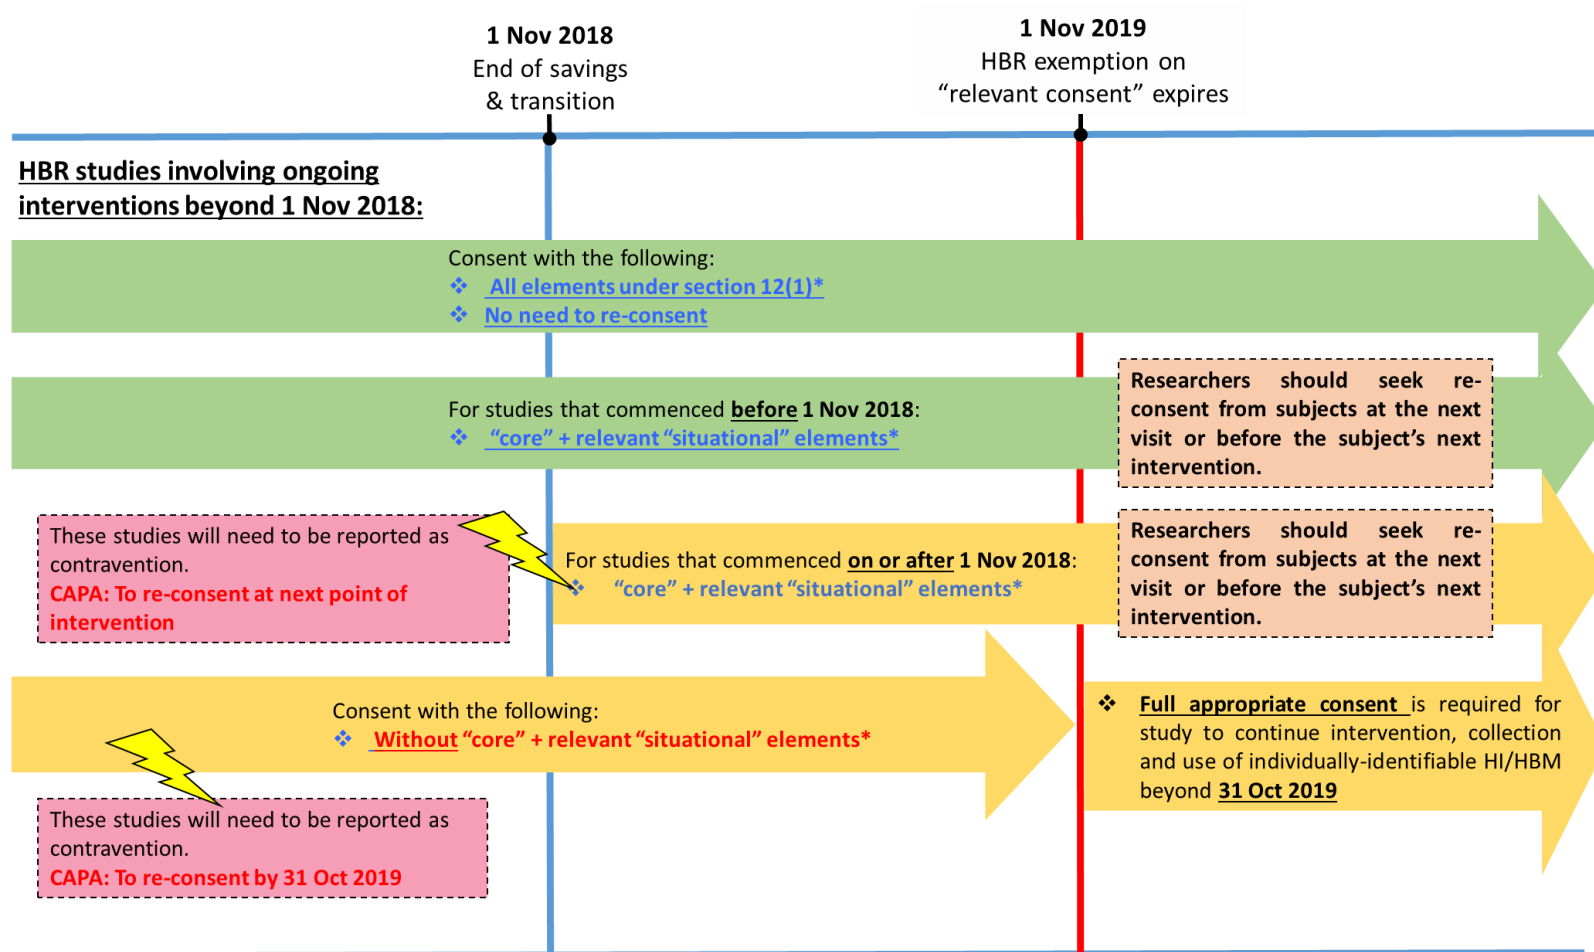 1 Nov 2018
End of savings
& transition
1 Nov 2019
HBR exemption on
“relevant consent” expires
HBR studies involving ongoing
interventions beyond 1 Nov 2018:
Consent with the following:
❖ All elements under section 12(1)*
❖ No need to re-consent
For studies that commenced before 1 Nov 2018:
❖ “core” + relevant “situational” elements*
Researchers should seek re-
consent from subjects at the next
visit or before the subject’s next
intervention.
These studies will need to be reported as
contravention.
CAPA: To re-consent at next point of
intervention
For studies that commenced on or after 1 Nov 2018:
❖ “core” + relevant “situational” elements*
Researchers should seek re-
consent from subjects at the next
visit or before the subject’s next
intervention.
Consent with the following:
❖ Without “core” + relevant “situational” elements*
❖ Full appropriate consent is required for
study to continue intervention, collection
and use of individually-identifiable HI/HBM
beyond 31 Oct 2019
These studies will need to be reported as
contravention.
CAPA: To re-consent by 31 Oct 2019